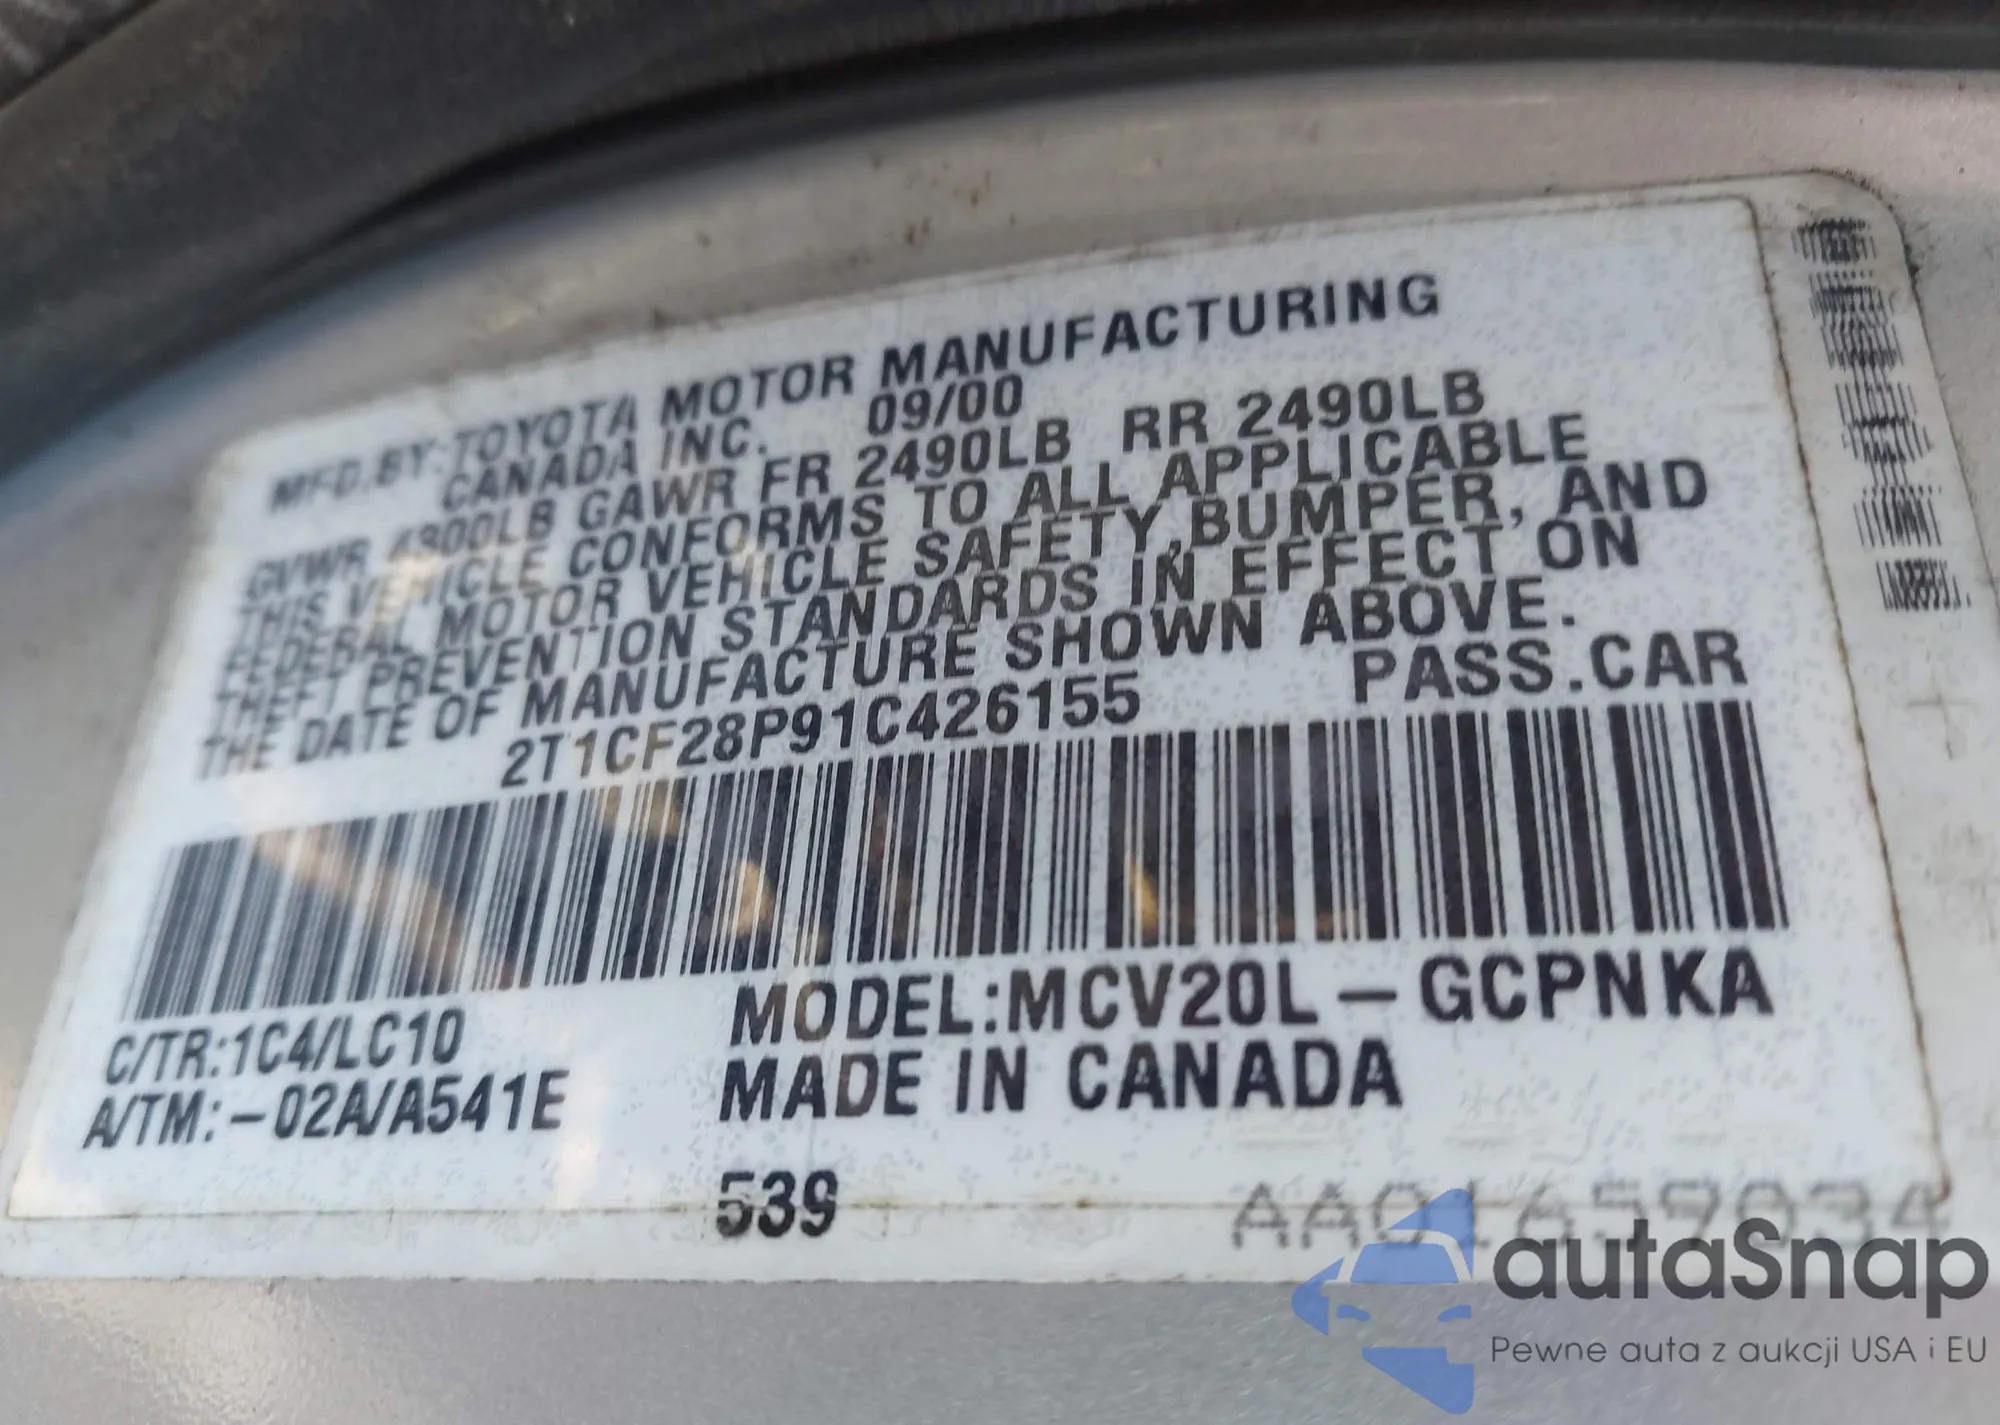 MFD.BY:TOYOTA MOTOR MANUFACTURING
CANADA INC. 09/00
GVWR 4300LB GAWR FR 2490LB RR 2490LB
THIS VEHICLE CONFORMS TO ALL APPLICABLE
FEDERAL MOTOR VEHICLE SAFETY,BUMPER, AND
THEFT PREVENTION STANDARDS IN EFFECT ON
THE DATE OF MANUFACTURE SHOWN ABOVE.
2T1CF28P91C426155 PASS.CAR
C/TR:1C4/LC10
A/TM:-02A/A541E
MODEL:MCV20L-GCPNKA
MADE IN CANADA
539
AA01659034
autaSnap
Pewne auta z aukcji USA i EU